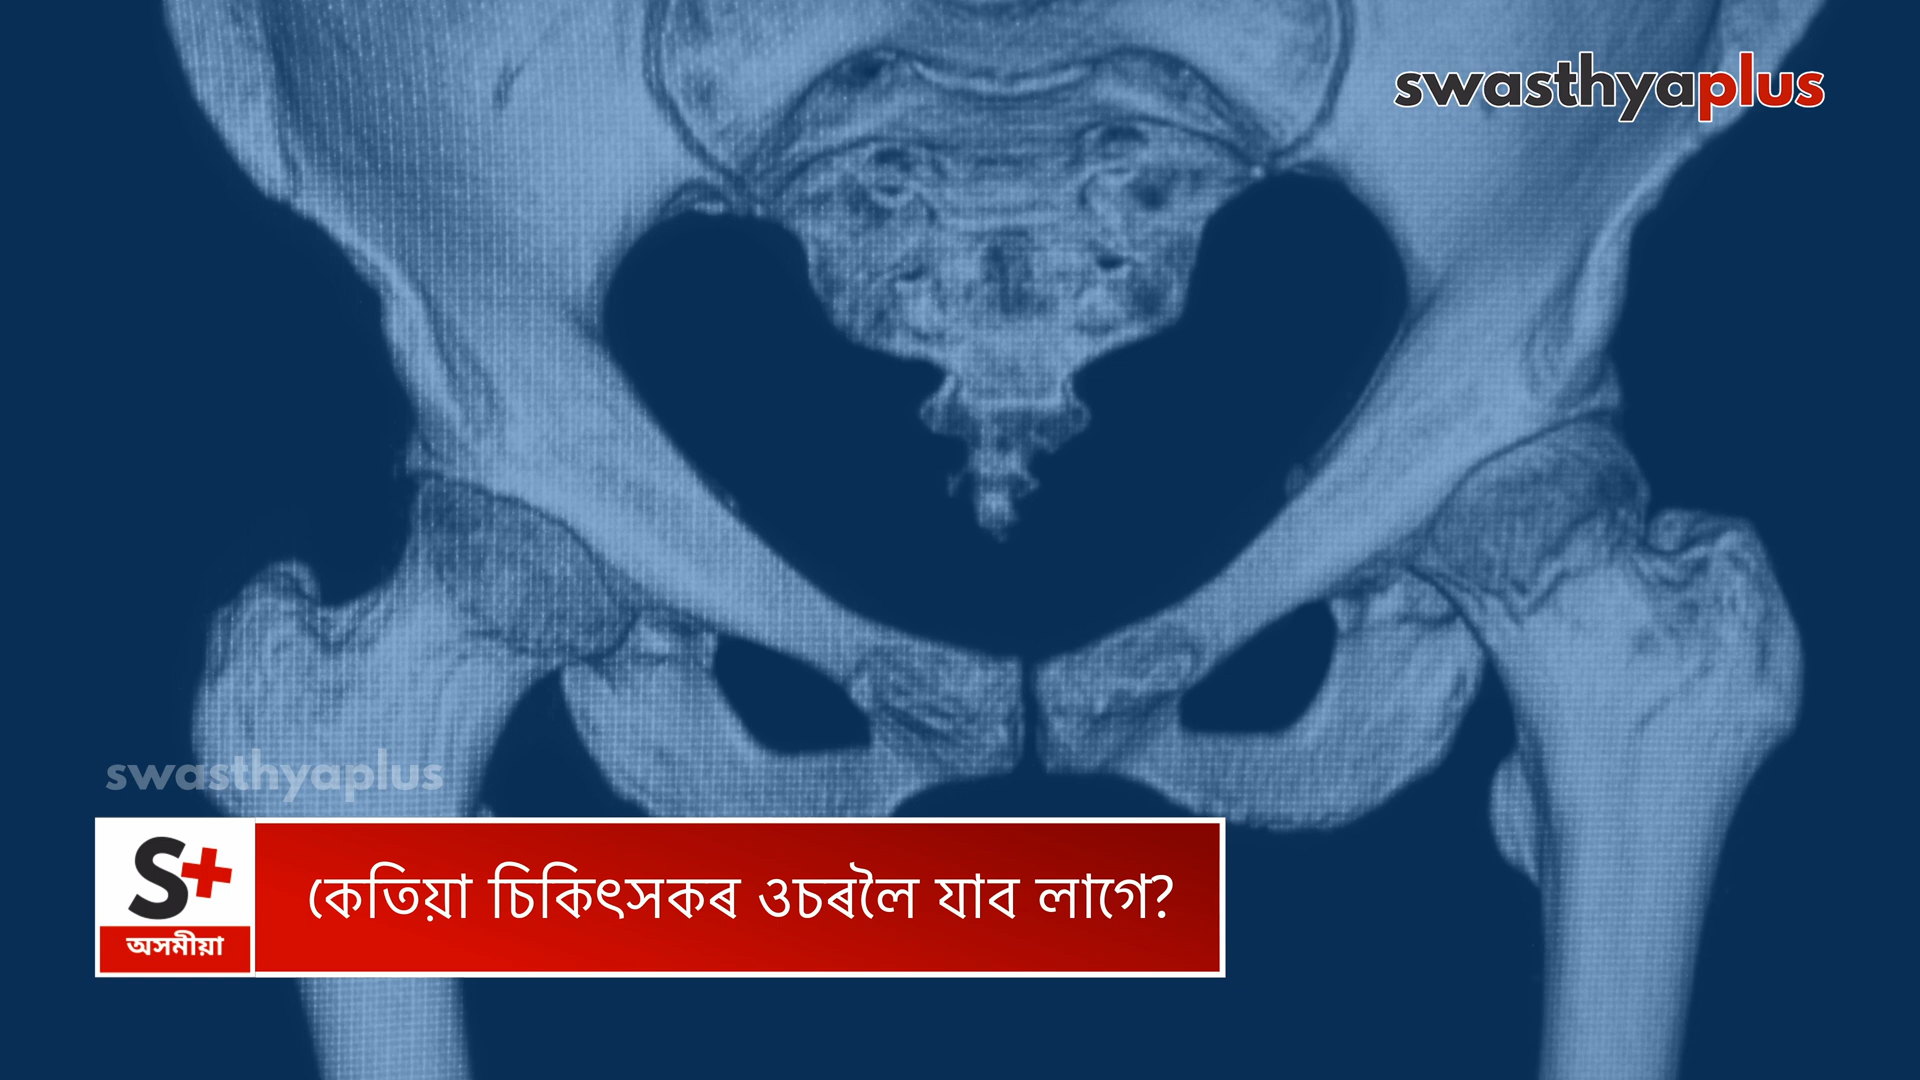 swasthyaplus
swasthyaplus
S+
অসমীয়া
কেতিয়া চিকিৎসকৰ ওচৰলৈ যাব লাগে?